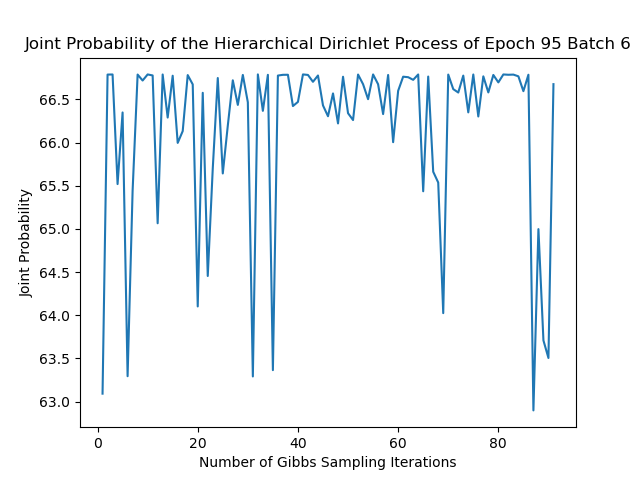 Joint Probability of the Hierarchical Dirichlet Process of Epoch 95 Batch 6
66.5
66.0
65.5
65.0
64.5
64.0
63.5
63.0
Joint Probability
0 20 40 60 80
Number of Gibbs Sampling Iterations